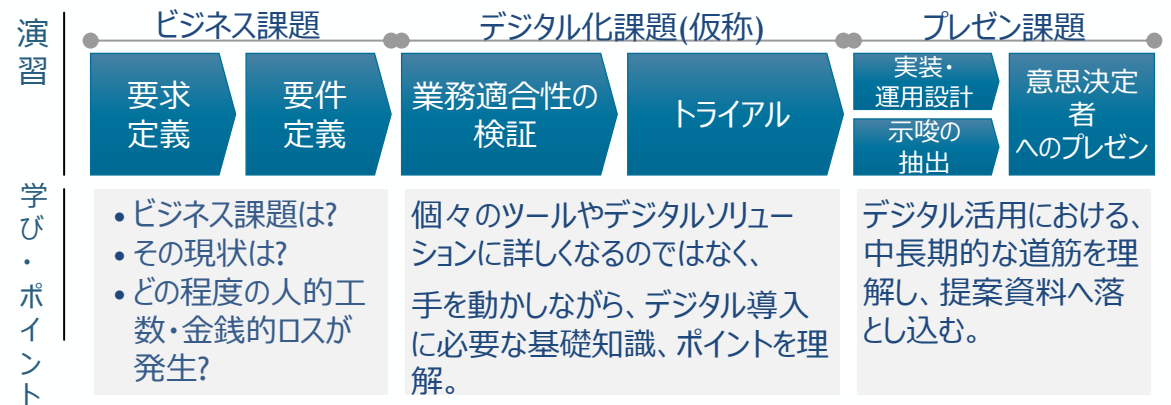 演習
ビジネス課題
デジタル化課題(仮称)
プレゼン課題
要求
定義
要件
定義
業務適合性の
検証
トライアル
実装・
運用設計
示唆の
抽出
意思決定
者
へのプレゼン
学び・ポイント
• ビジネス課題は?
• その現状は?
• どの程度の人的工
数・金銭的ロスが
発生?
個々のツールやデジタルソリュー
ションに詳しくなるのではなく、
手を動かしながら、デジタル導入
に必要な基礎知識、ポイントを理
解。
デジタル活用における、
中長期的な道筋を理
解し、提案資料へ落
とし込む。